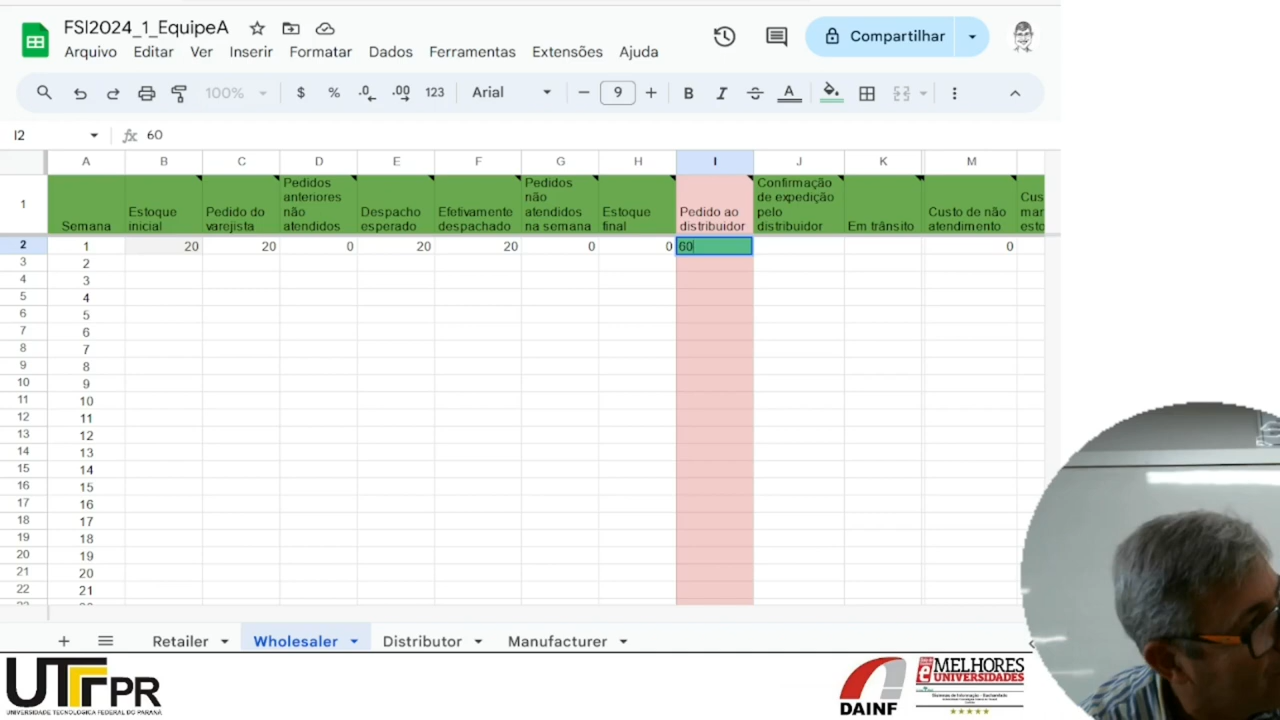 FSI2024_1_EquipeA
Arquivo Editar Ver Inserir Formatar Dados Ferramentas Extensões Ajuda
Compartilhar
100% $ % .0 .00 123 Arial 9 B I S A
I2 fx 60
A B C D E F G H I J K M
1
Semana
Estoque
inicial
Pedido do
varejista
Pedidos
anteriores
não
atendidos
Despacho
esperado
Efetivamente
despachado
Pedidos
não
atendidos
na semana
Estoque
final
Pedido ao
distribuidor
Confirmação
de expedição
pelo
distribuidor
Em trânsito
Custo de não
atendimento
2 1 20 20 0 20 20 0 0 60 0
3 2
4 3
5 4
6 5
7 6
8 7
9 8
10 9
11 10
12 11
13 12
14 13
15 14
16 15
17 16
18 17
19 18
20 19
21 20
22 21
+ Retailer Wholesaler Distributor Manufacturer
UTFPR
UNIVERSIDADE TECNOLÓGICA FEDERAL DO PARANÁ
DAINF
MELHORES
UNIVERSIDADES